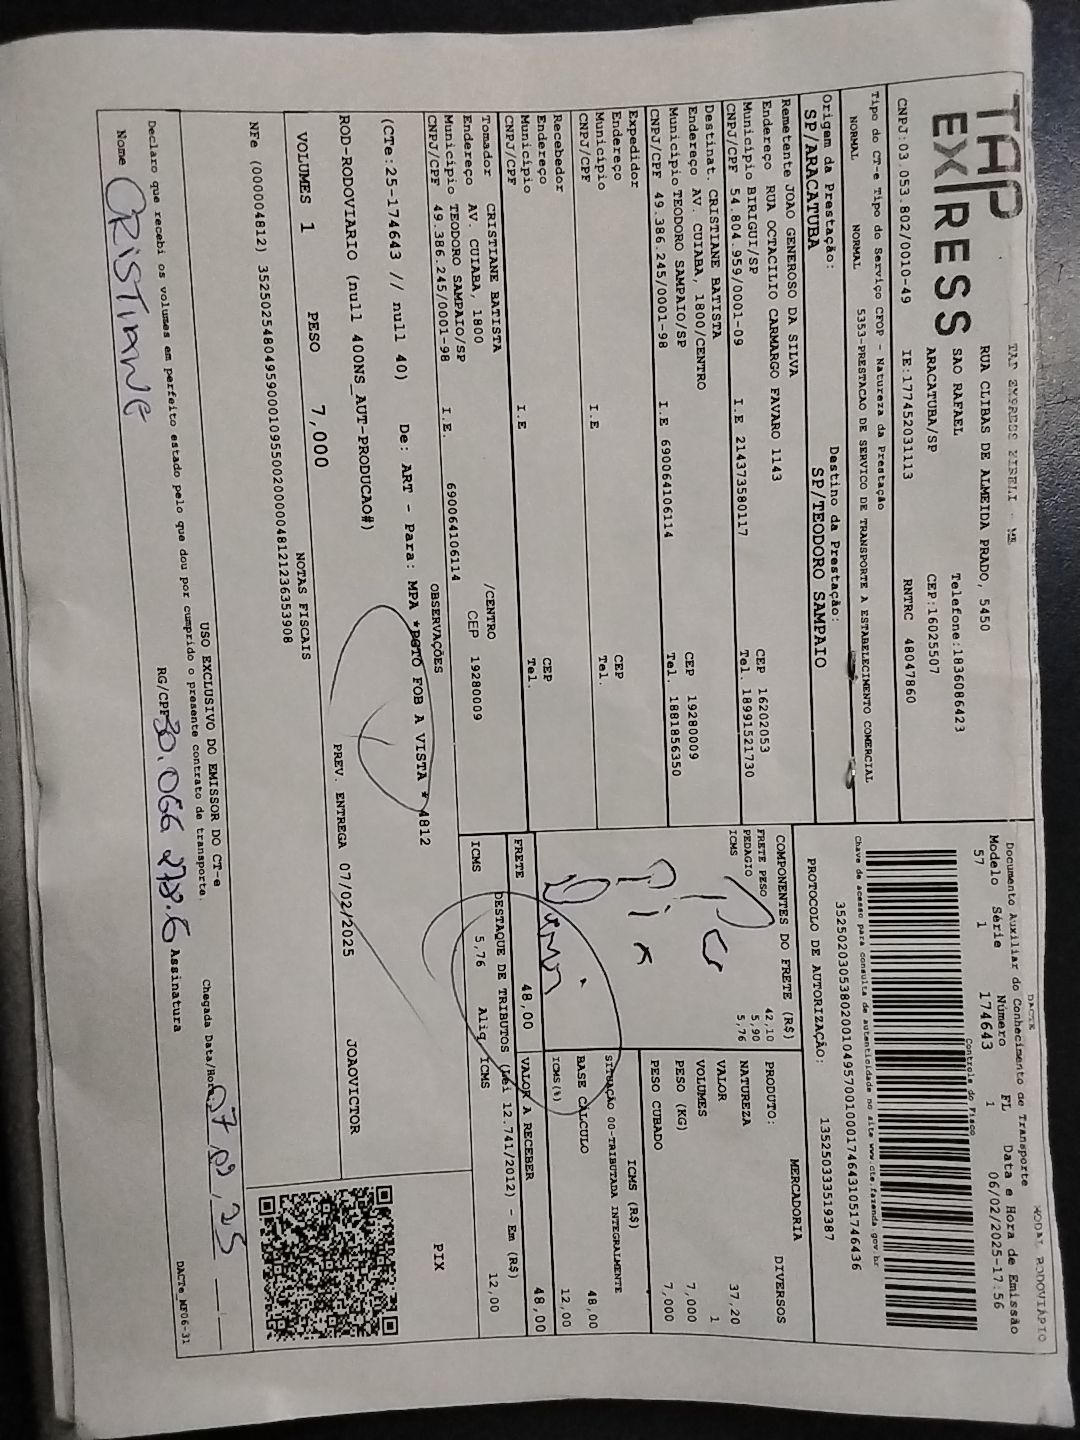 TAP EXPRESS
TAP EXPRESS EIRELI - ME
RUA CLIBAS DE ALMEIDA PRADO, 5450
SAO RAFAEL
Telefone:1836086423
ARACATUBA/SP
CEP:16025507
CNPJ:03.053.802/0010-49
IE:177452031113
RNTRC 48047860
Tipo do CT-e Tipo do Serviço CFOP - Natureza da Prestação
NORMAL NORMAL 5353-PRESTACAO DE SERVICO DE TRANSPORTE A ESTABELECIMENTO COMERCIAL
Origem da Prestação:
SP/ARACATUBA
Destino da Prestação:
SP/TEODORO SAMPAIO
Remetente JOAO GENEROSO DA SILVA
Endereço RUA OCTACILIO CARMARGO FAVARO 1143
Município BIRIGUI/SP
CEP 16202053
CNPJ/CPF 54.804.959/0001-09 I.E 214373580117 Tel. 18991521730
Destinat. CRISTIANE BATISTA
Endereço AV. CUIABA, 1800/CENTRO
Município TEODORO SAMPAIO/SP
CEP 19280009
CNPJ/CPF 49.386.245/0001-98 I.E 690064106114 Tel. 1881856350
Expedidor
Endereço
Município
CEP
CNPJ/CPF I.E Tel.
Recebedor
Endereço
Município
CEP
CNPJ/CPF I.E Tel.
Tomador CRISTIANE BATISTA
Endereço AV. CUIABA, 1800 /CENTRO
Município TEODORO SAMPAIO/SP CEP 19280009
CNPJ/CPF 49.386.245/0001-98 I.E. 690064106114
DACTE
MODAL RODOVIÁRIO
Documento Auxiliar do Conhecimento de Transporte
Modelo Série Número FL Data e Hora de Emissão
57 1 174643 1 06/02/2025-17:56
Controle do Fisco
Chave de acesso para consulta de autenticidade no site www.cte.fazenda.gov.br
PROTOCOLO DE AUTORIZAÇÃO: 135250333519387
COMPONENTES DO FRETE (R$)
FRETE PESO 42,10
PEDAGIO 5,90
ICMS 5,76
Pix
MERCADORIA
PRODUTO: DIVERSOS
NATUREZA
VALOR 37,20
VOLUMES 1
PESO (KG) 7,000
PESO CUBADO 7,000
ICMS (R$)
SITUAÇÃO 00-TRIBUTADA INTEGRALMENTE
BASE CÁLCULO 48,00
ICMS(%) 12,00
FRETE 48,00
VALOR A RECEBER 48,00
DESTAQUE DE TRIBUTOS (Lei 12.741/2012) - Em (R$)
ICMS 5,76 Alíq ICMS 12,00
OBSERVAÇÕES
(CTe:25-174643 // null 40) De: ART - Para: MPA *PGTO FOB A VISTA * 4812
ROD-RODOVIARIO (null 400NS_AUT-PRODUCAO#)
PREV. ENTREGA 07/02/2025 JOAOVICTOR
PIX
VOLUMES 1 PESO 7,000
NOTAS FISCAIS
USO EXCLUSIVO DO EMISSOR DO CT-e
Declaro que recebi os volumes em perfeito estado pelo que dou por cumprido o presente contrato de transporte.
Chegada Data/Hora 07 02 25
Nome CRISTIANE
RG/CPF 30.066 278.6
Assinatura
DACTe_MF06-31